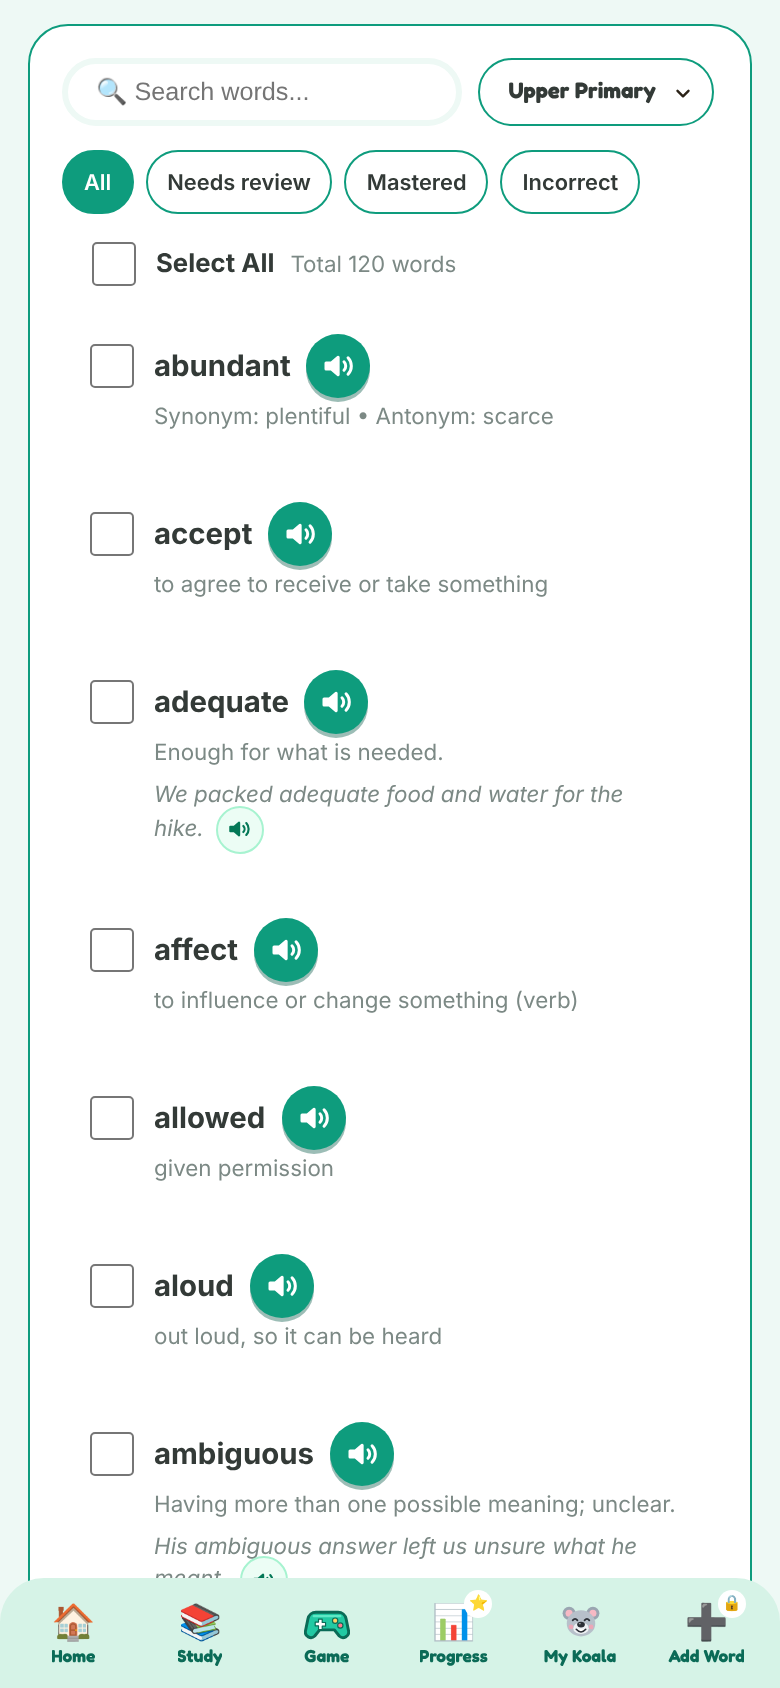 Search words...
Upper Primary
All
Needs review
Mastered
Incorrect
Select All Total 120 words
abundant
Synonym: plentiful • Antonym: scarce
accept
to agree to receive or take something
adequate
Enough for what is needed.
We packed adequate food and water for the
hike.
affect
to influence or change something (verb)
allowed
given permission
aloud
out loud, so it can be heard
ambiguous
Having more than one possible meaning; unclear.
His ambiguous answer left us unsure what he
meant.
Home
Study
Game
Progress
My Koala
Add Word